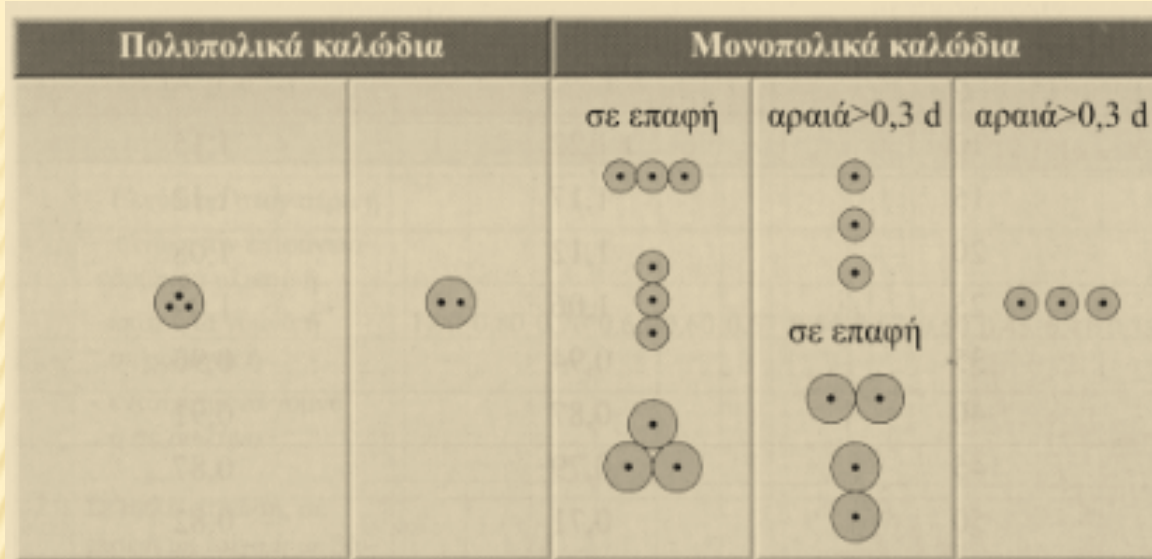 Πολυπολικά καλώδια
Μονοπολικά καλώδια
σε επαφή
αραιά>0,3 d
αραιά>0,3 d
σε επαφή